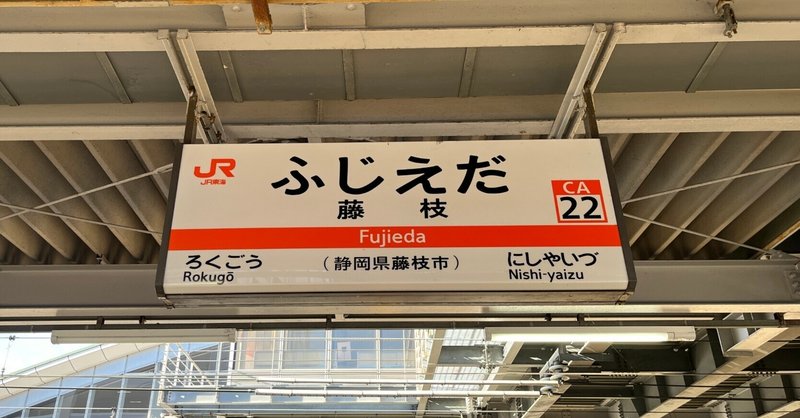 JR
JR東海
ふじえだ
藤枝
CA
22
Fujieda
ろくごう
Rokugō
(静岡県藤枝市)
にしやいづ
Nishi-yaizu